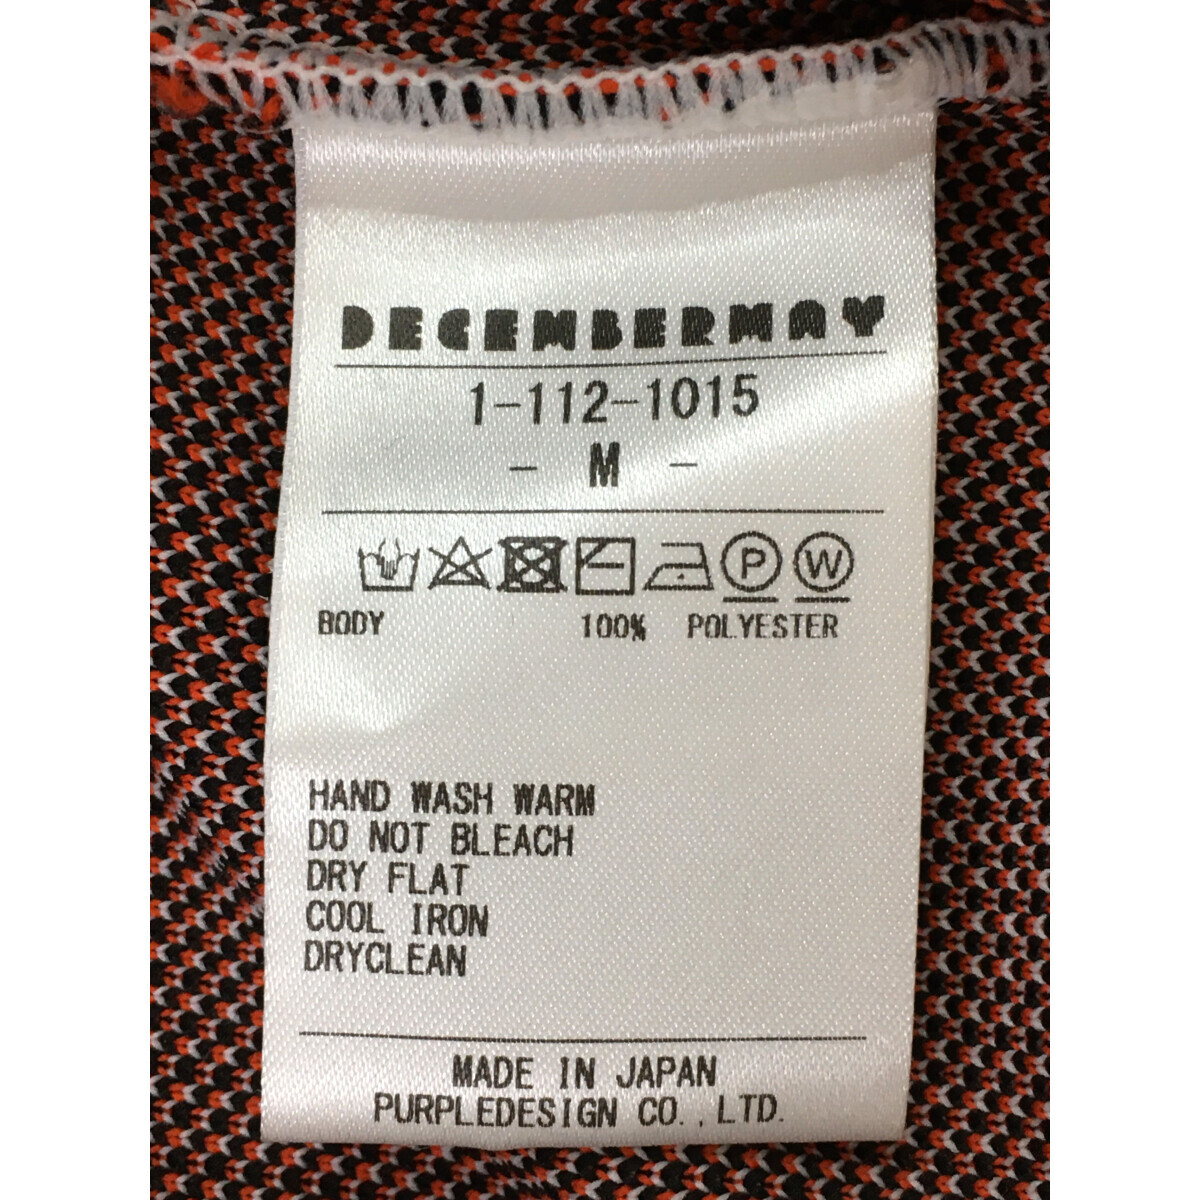 DECEMBERMAY
1-112-1015
- M -
P W
BODY 100% POLYESTER
HAND WASH WARM
DO NOT BLEACH
DRY FLAT
COOL IRON
DRYCLEAN
MADE IN JAPAN
PURPLEDESIGN CO.,LTD.